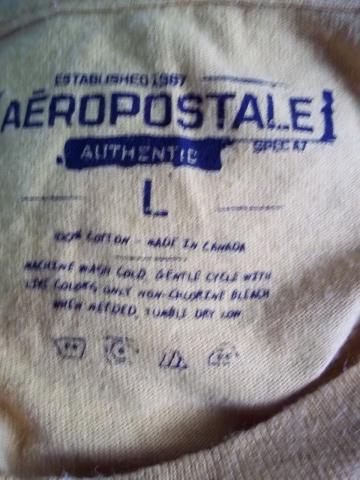 ESTABLISHED 1987
AÉROPOSTALE
AUTHENTIC
SPEC A7
L
100% COTTON - MADE IN CANADA
MACHINE WASH COLD, GENTLE CYCLE WITH
LIKE COLORS, ONLY NON-CHLORINE BLEACH
WHEN NEEDED, TUMBLE DRY LOW